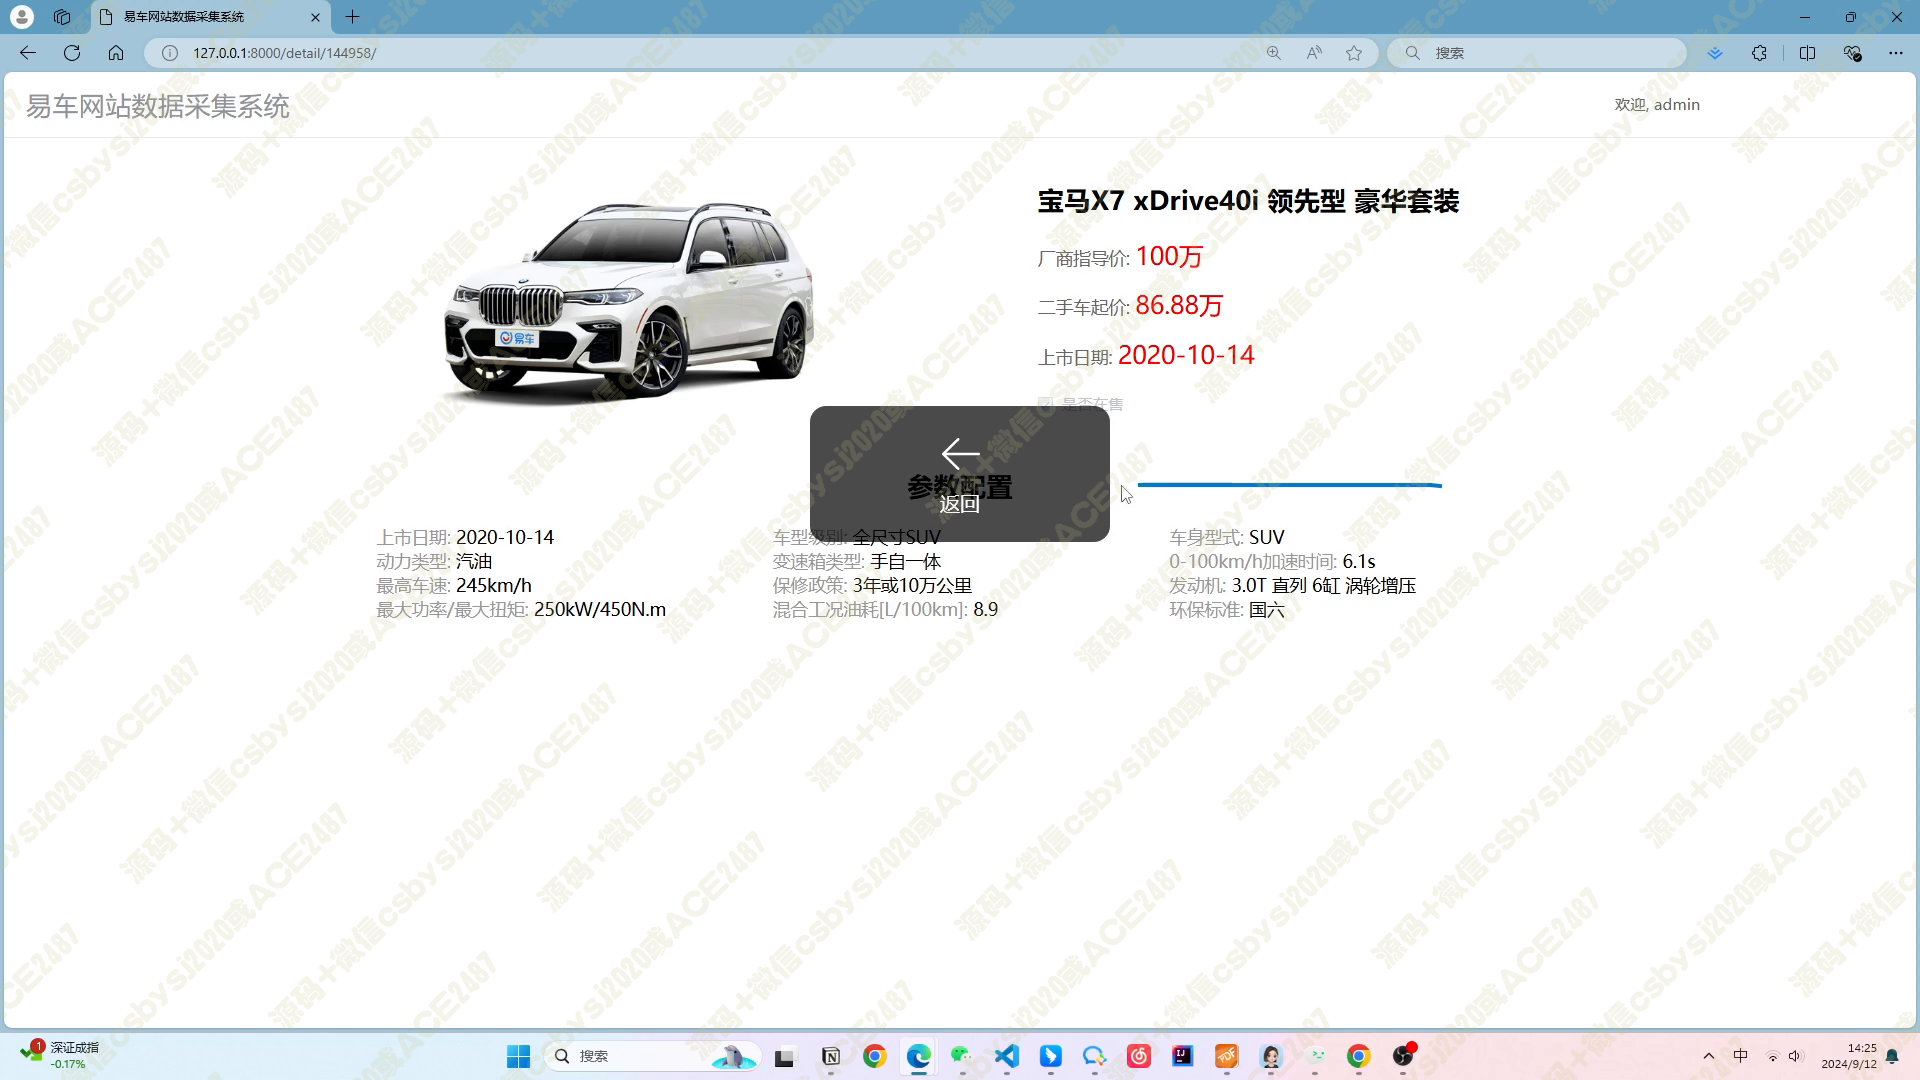 易车网站数据采集系统
127.0.0.1:8000/detail/144958/
搜索
易车网站数据采集系统
欢迎, admin
宝马X7 xDrive40i 领先型 豪华套装
厂商指导价: 100万
二手车起价: 86.88万
上市日期: 2020-10-14
是否在售
易车
参数配置
返回
上市日期: 2020-10-14
车型级别: 全尺寸SUV
车身型式: SUV
动力类型: 汽油
变速箱类型: 手自一体
0-100km/h加速时间: 6.1s
最高车速: 245km/h
保修政策: 3年或10万公里
发动机: 3.0T 直列 6缸 涡轮增压
最大功率/最大扭矩: 250kW/450N.m
混合工况油耗[L/100km]: 8.9
环保标准: 国六
源码+微信csbysj2020或ACE2487
1
深证成指
-0.17%
搜索
中
14:25
2024/9/12